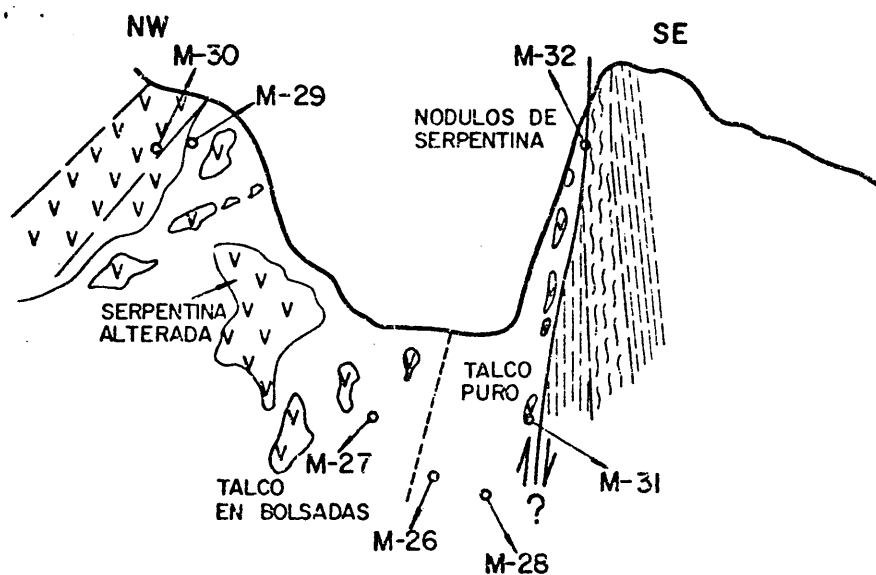 NW
SE
M-30
M-32
M-29
NODULOS DE
SERPENTINA
SERPENTINA
ALTERADA
TALCO
PURO
M-27
M-31
TALCO
EN BOLSADAS
?
M-26
M-28